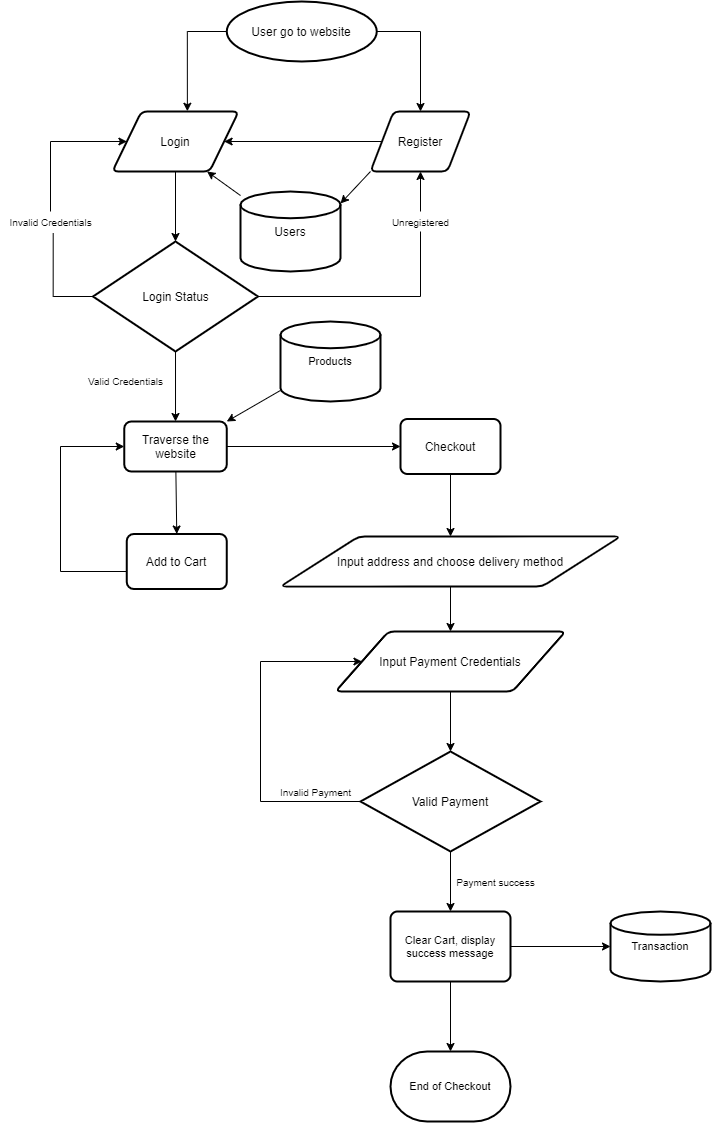 User go to website
Login
Register
Invalid Credentials
Users
Unregistered
Login Status
Products
Valid Credentials
Traverse the
website
Checkout
Add to Cart
Input address and choose delivery method
Input Payment Credentials
Invalid Payment
Valid Payment
Payment success
Clear Cart, display
success message
Transaction
End of Checkout